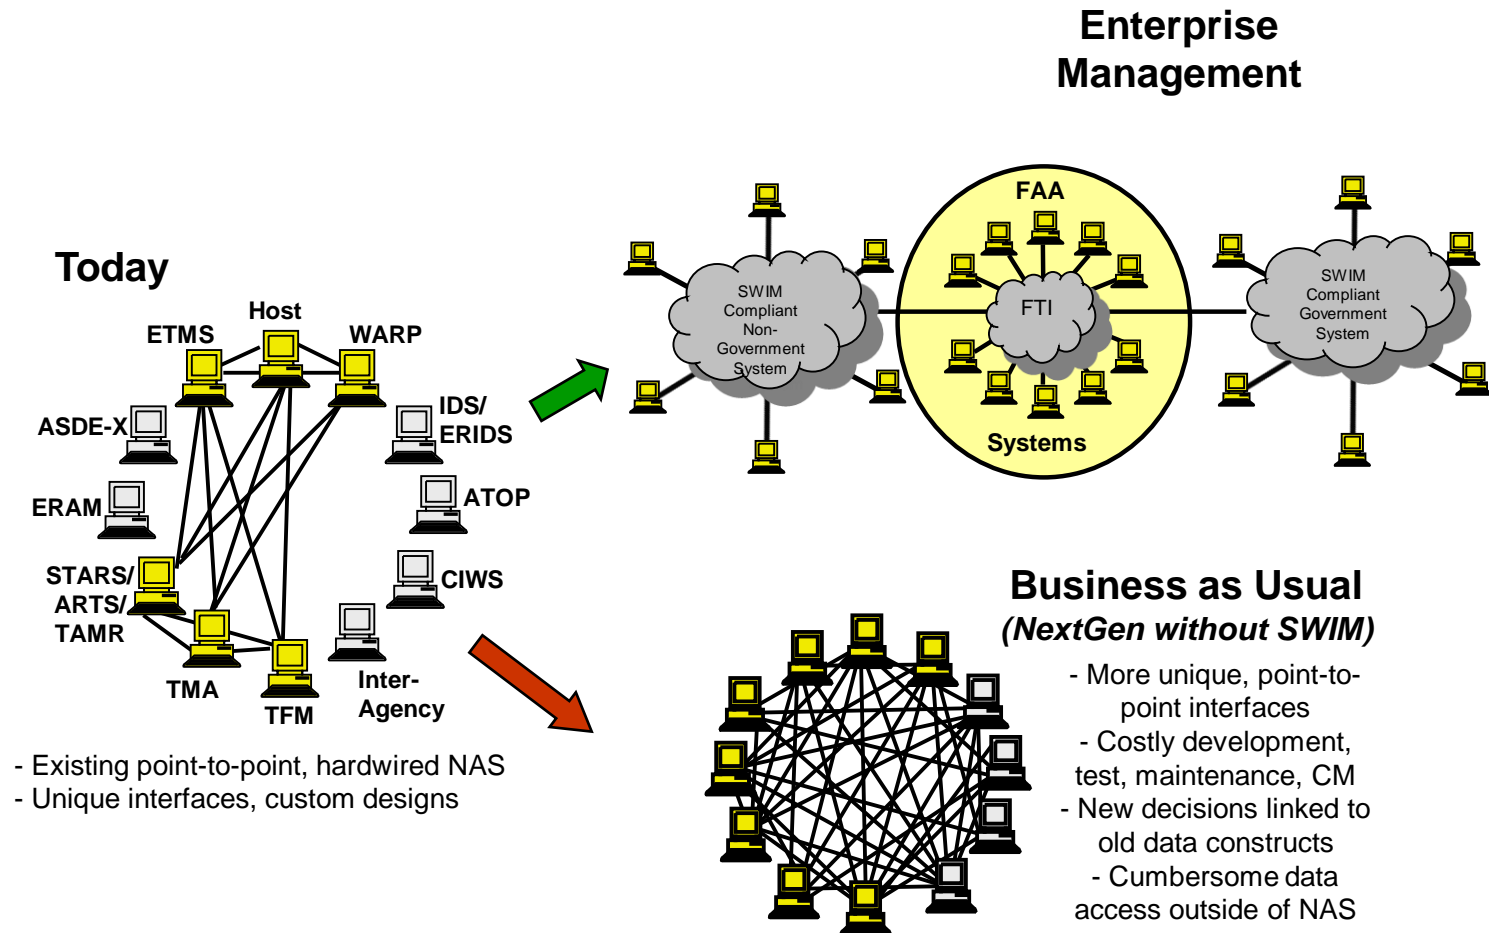 Enterprise
Management
Today
Host
ETMS
WARP
ASDE-X
IDS/
ERIDS
ERAM
ATOP
STARS/
ARTS/
TAMR
CIWS
TMA
TFM
Inter-
Agency
- Existing point-to-point, hardwired NAS
- Unique interfaces, custom designs
SWIM
Compliant
Non-
Government
System
FAA
FTI
Systems
SWIM
Compliant
Government
System
Business as Usual
(NextGen without SWIM)
- More unique, point-to-
point interfaces
- Costly development,
test, maintenance, CM
- New decisions linked to
old data constructs
- Cumbersome data
access outside of NAS